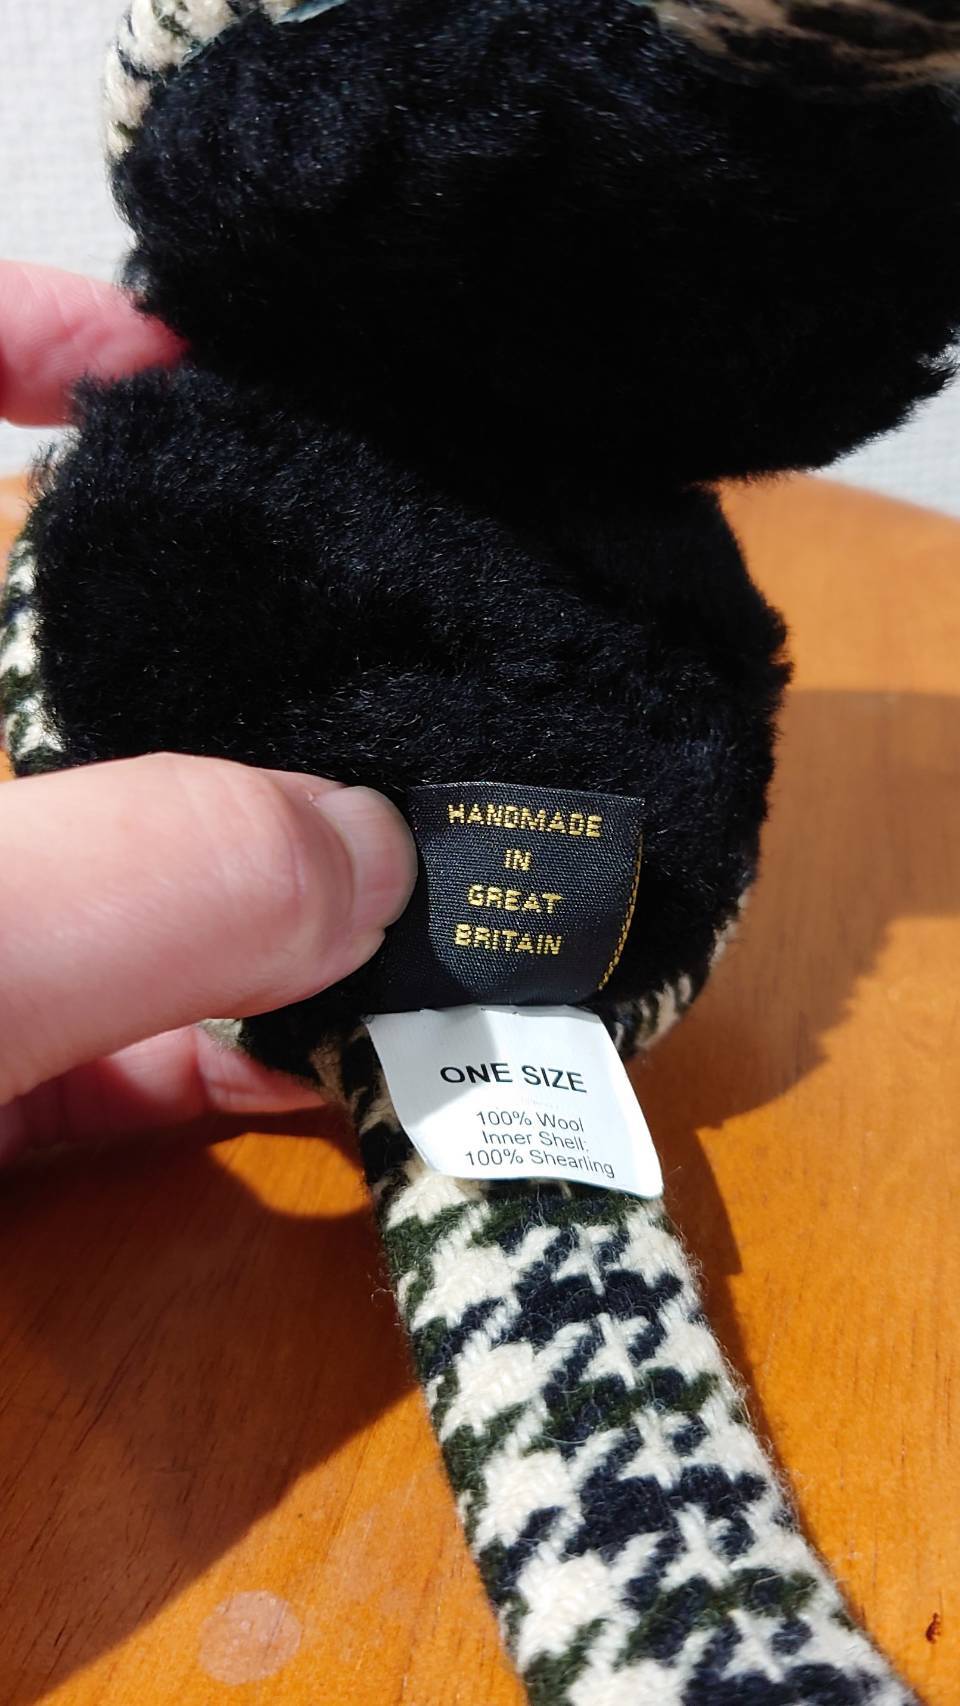 HANDMADE
IN
GREAT
BRITAIN
ONE SIZE
100% Wool
Inner Shell:
100% Shearling